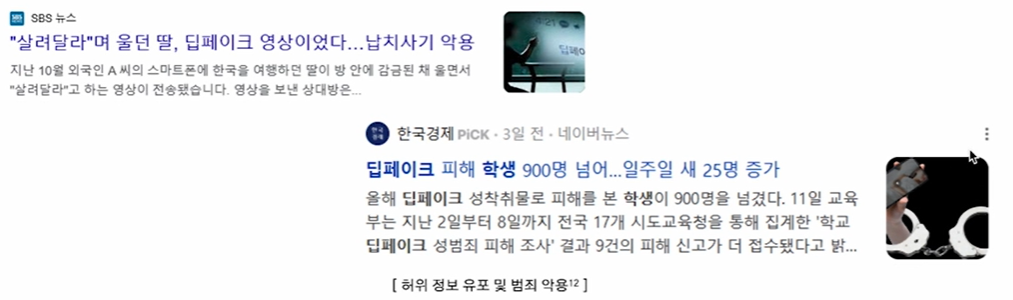 SBS 뉴스
"살려달라"며 울던 딸, 딥페이크 영상이었다...납치사기 악용
지난 10월 외국인 A 씨의 스마트폰에 한국을 여행하던 딸이 방 안에 감금된 채 울면서
"살려달라"고 하는 영상이 전송됐습니다. 영상을 보낸 상대방은...
한국경제 PiCK · 3일 전 · 네이버뉴스
딥페이크 피해 학생 900명 넘어...일주일 새 25명 증가
올해 딥페이크 성착취물로 피해를 본 학생이 900명을 넘겼다. 11일 교육
부는 지난 2일부터 8일까지 전국 17개 시도교육청을 통해 집계한 '학교
딥페이크 성범죄 피해 조사' 결과 9건의 피해 신고가 더 접수됐다고 밝...
[ 허위 정보 유포 및 범죄 악용¹² ]